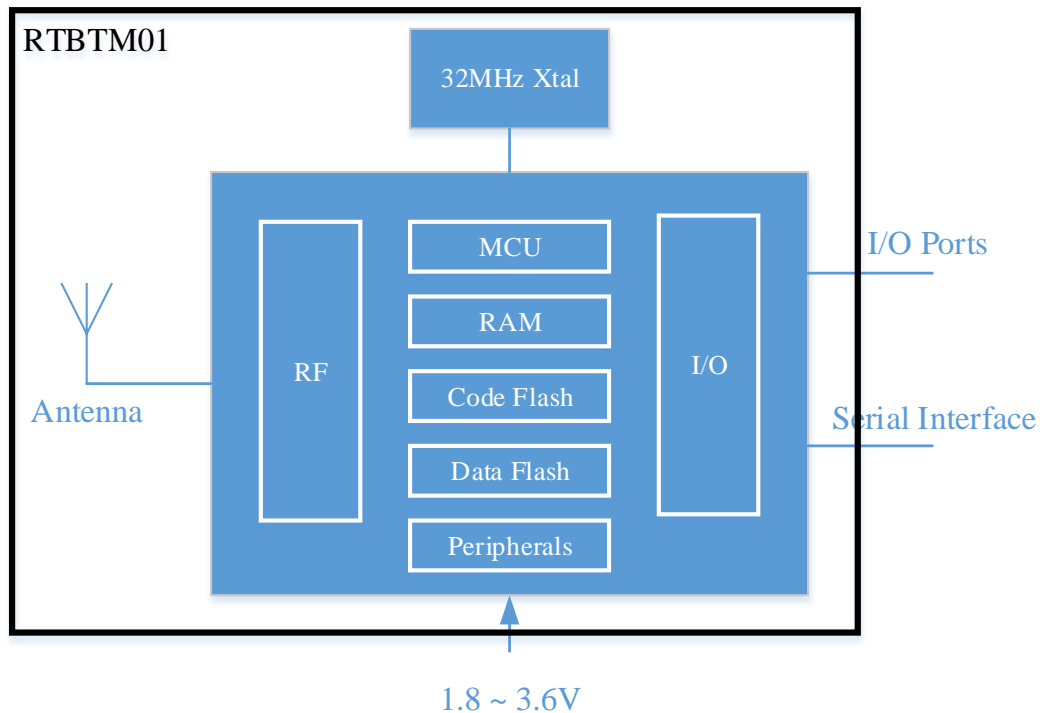 RTBTM01
32MHz Xtal
MCU
I/O Ports
RAM
RF
I/O
Code Flash
Antenna
Serial Interface
Data Flash
Peripherals
1.8 ~ 3.6V